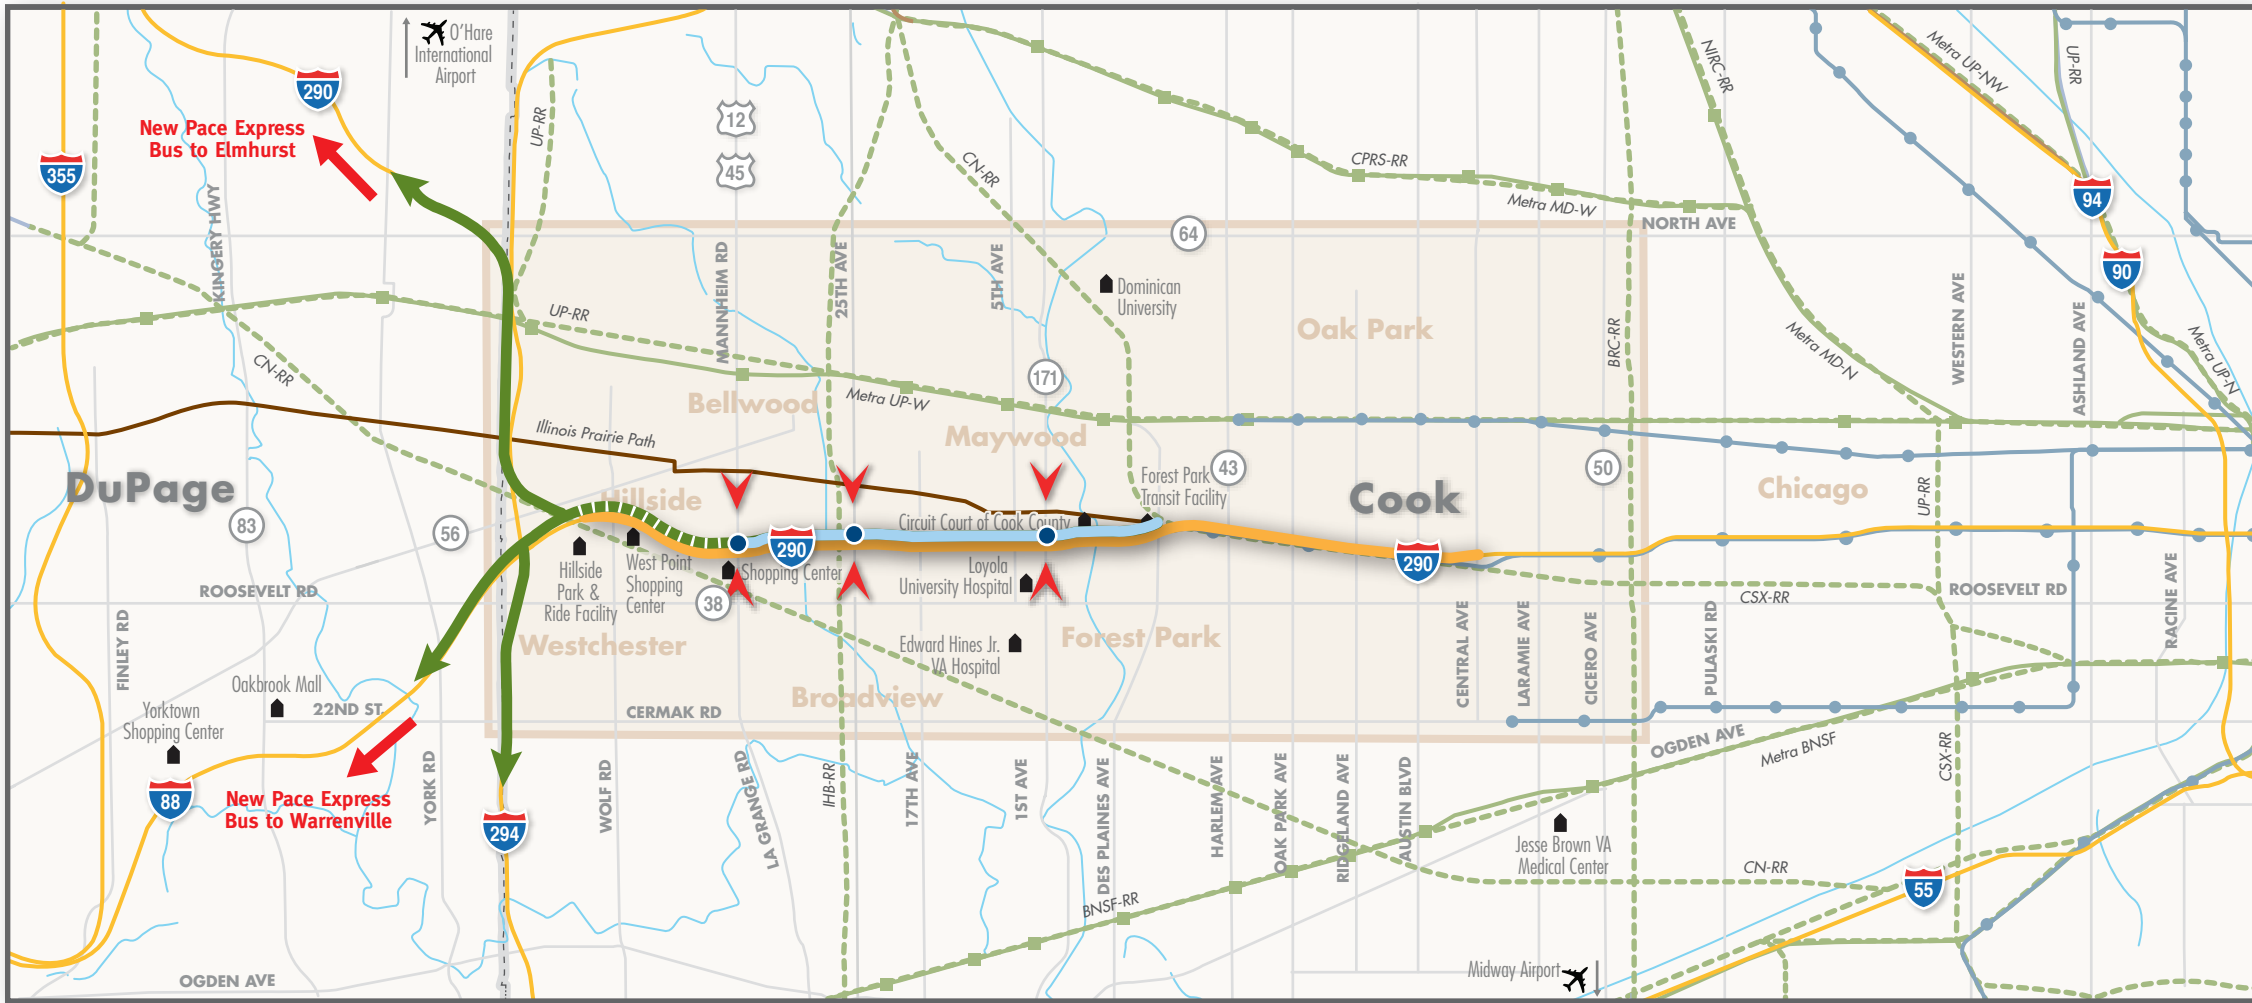 O'Hare
International
Airport
290
New Pace Express
Bus to Elmhurst
355
KINGERY HWY
UP-RR
12
45
CN-RR
CPRS-RR
Metra MD-W
NIRC-RR
Metra UP-NW
UP-RR
94
90
64
NORTH AVE
MANNHEIM RD
25TH AVE
5TH AVE
Dominican
University
Oak Park
BRC-RR
Metra MD-N
WESTERN AVE
ASHLAND AVE
Metra UP-N
UP-RR
CN-RR
171
Bellwood
Metra UP-W
Maywood
Illinois Prairie Path
DuPage
83
56
Hillside
Forest Park
Transit Facility
43
Cook
50
Chicago
UP-RR
Circuit Court of Cook County
290
290
Hillside
Park &
Ride Facility
West Point
Shopping
Center
Shopping Center
38
Loyola
University Hospital
ROOSEVELT RD
CSX-RR
ROOSEVELT RD
RACINE AVE
FINLEY RD
Westchester
Edward Hines Jr.
VA Hospital
Forest Park
CENTRAL AVE
LARAMIE AVE
CICERO AVE
PULASKI RD
Oakbrook Mall
22ND ST.
Yorktown
Shopping Center
Broadview
CERMAK RD
OGDEN AVE
Metra BNSF
CSX-RR
88
New Pace Express
Bus to Warrenville
YORK RD
294
WOLF RD
LA GRANGE RD
IHB-RR
17TH AVE
1ST AVE
DES PLAINES AVE
HARLEM AVE
OAK PARK AVE
RIDGELAND AVE
AUSTIN BLVD
Jesse Brown VA
Medical Center
CN-RR
55
BNSF-RR
OGDEN AVE
Midway Airport